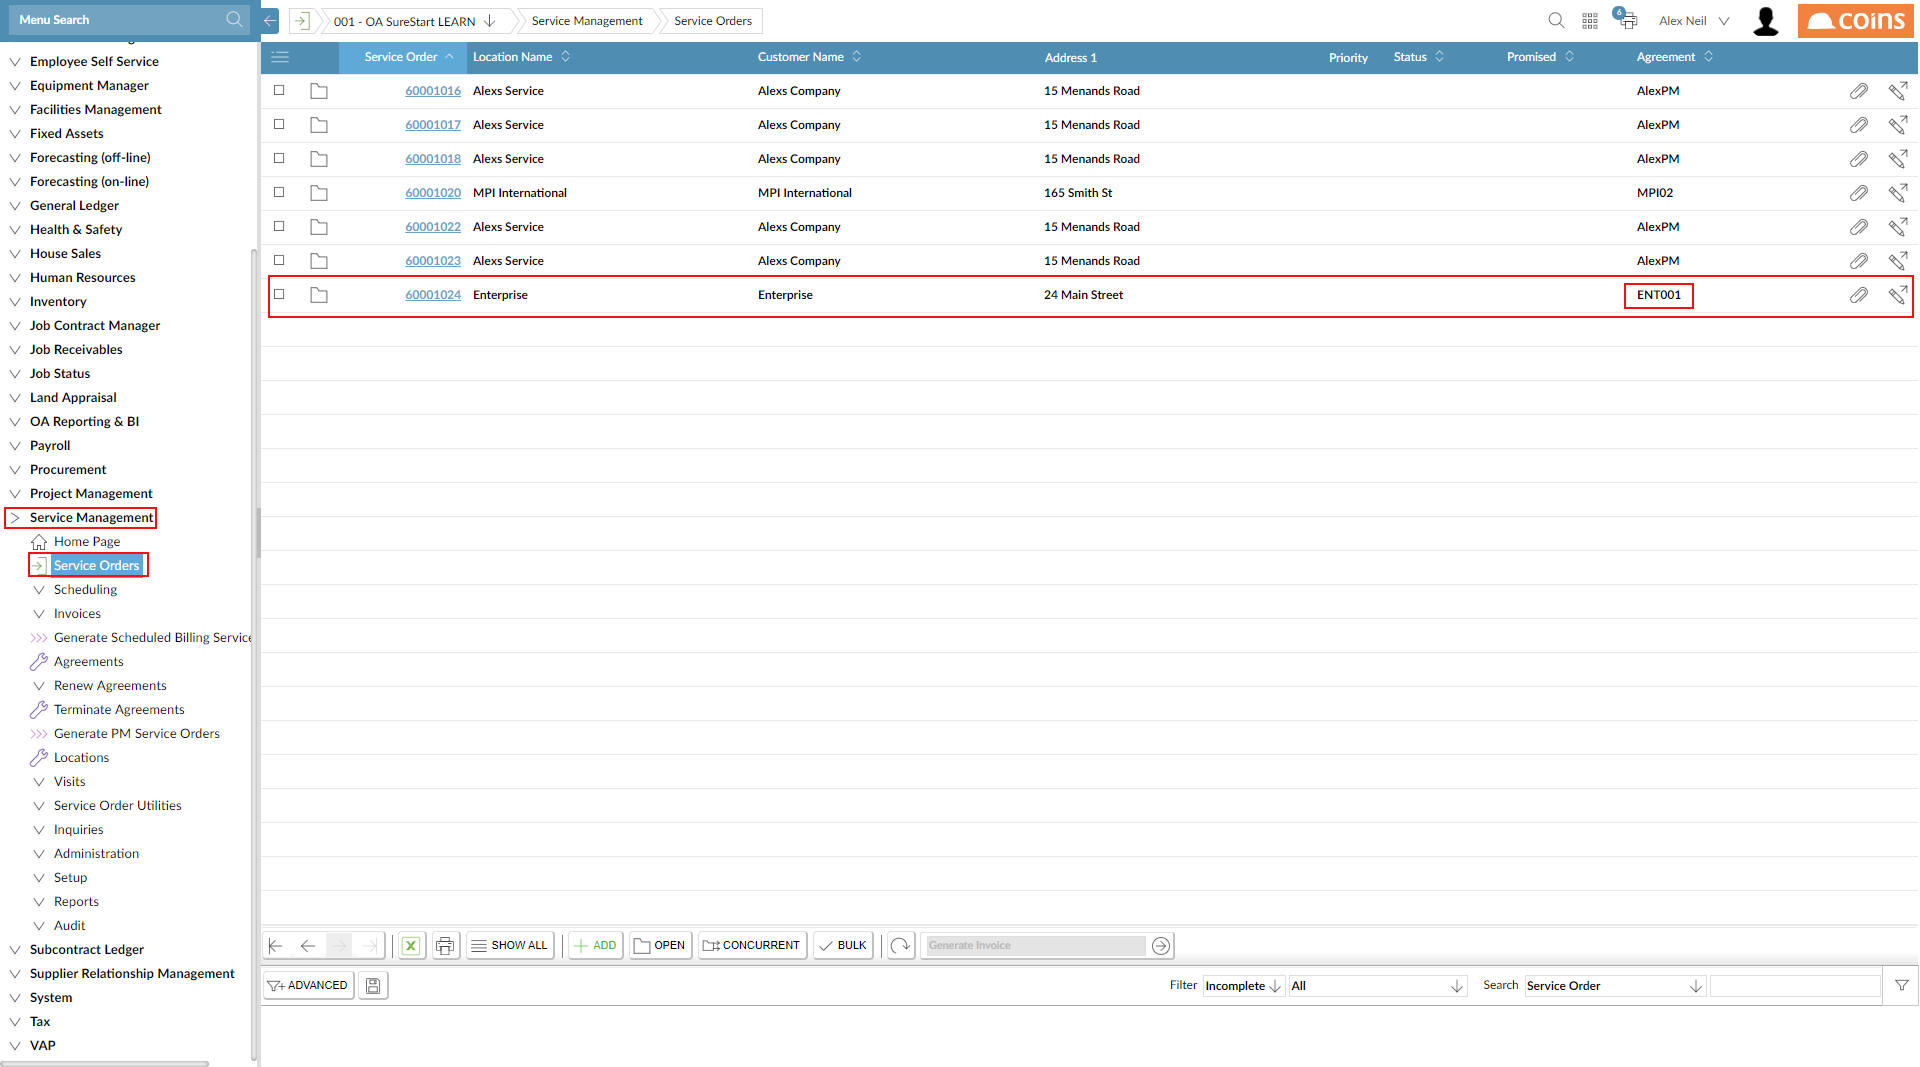 Menu Search
001 - OA SureStart LEARN
Service Management
Service Orders
6
Alex Neil
coins
Employee Self Service
Equipment Manager
Facilities Management
Fixed Assets
Forecasting (off-line)
Forecasting (on-line)
General Ledger
Health & Safety
House Sales
Human Resources
Inventory
Job Contract Manager
Job Receivables
Job Status
Land Appraisal
OA Reporting & BI
Payroll
Procurement
Project Management
Service Management
Home Page
Service Orders
Scheduling
Invoices
Generate Scheduled Billing Service
Agreements
Renew Agreements
Terminate Agreements
Generate PM Service Orders
Locations
Visits
Service Order Utilities
Inquiries
Administration
Setup
Reports
Audit
Subcontract Ledger
Supplier Relationship Management
System
Tax
VAP
Service Order Location Name Customer Name Address 1 Priority Status Promised Agreement
60001016 Alexs Service Alexs Company 15 Menands Road AlexPM
60001017 Alexs Service Alexs Company 15 Menands Road AlexPM
60001018 Alexs Service Alexs Company 15 Menands Road AlexPM
60001020 MPI International MPI International 165 Smith St MPI02
60001022 Alexs Service Alexs Company 15 Menands Road AlexPM
60001023 Alexs Service Alexs Company 15 Menands Road AlexPM
60001024 Enterprise Enterprise 24 Main Street ENT001
X SHOW ALL ADD OPEN CONCURRENT BULK Generate Invoice
ADVANCED Filter Incomplete All Search Service Order